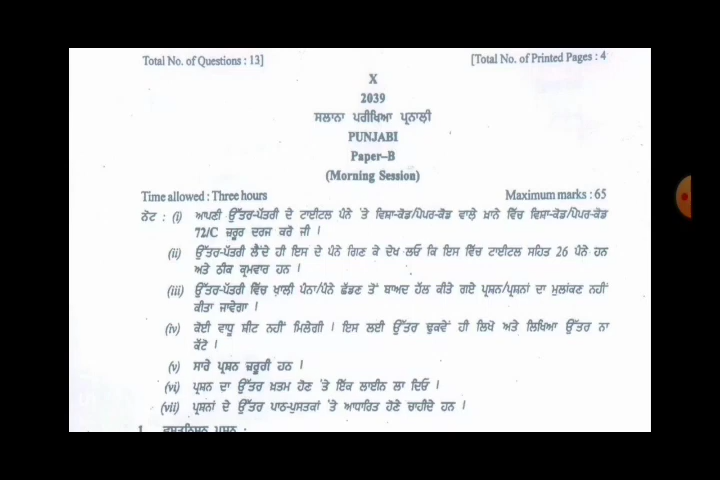 Total No. of Questions : 13]
[Total No. of Printed Pages : 4
X
2039
ਸਲਾਨਾ ਪਰੀਖਿਆ ਪ੍ਰਨਾਲੀ
PUNJABI
Paper–B
(Morning Session)
Time allowed : Three hours
Maximum marks : 65
ਨੋਟ : (i) ਆਪਣੀ ਉੱਤਰ-ਪੱਤਰੀ ਦੇ ਟਾਈਟਲ ਪੰਨੇ 'ਤੇ ਵਿਸ਼ਾ-ਕੋਡ/ਪੇਪਰ-ਕੋਡ ਵਾਲੇ ਖ਼ਾਨੇ ਵਿੱਚ ਵਿਸ਼ਾ-ਕੋਡ/ਪੇਪਰ-ਕੋਡ
72/C ਜ਼ਰੂਰ ਦਰਜ ਕਰੋ ਜੀ ।
(ii) ਉੱਤਰ-ਪੱਤਰੀ ਲੈਂਦੇ ਹੀ ਇਸ ਦੇ ਪੰਨੇ ਗਿਣ ਕੇ ਦੇਖ ਲਓ ਕਿ ਇਸ ਵਿੱਚ ਟਾਈਟਲ ਸਹਿਤ 26 ਪੰਨੇ ਹਨ
ਅਤੇ ਠੀਕ ਕ੍ਰਮਵਾਰ ਹਨ ।
(iii) ਉੱਤਰ-ਪੱਤਰੀ ਵਿੱਚ ਖ਼ਾਲੀ ਪੰਨਾ/ਪੰਨੇ ਛੱਡਣ ਤੋਂ ਬਾਅਦ ਹੱਲ ਕੀਤੇ ਗਏ ਪ੍ਰਸ਼ਨ/ਪ੍ਰਸ਼ਨਾਂ ਦਾ ਮੁਲਾਂਕਣ ਨਹੀਂ
ਕੀਤਾ ਜਾਵੇਗਾ ।
(iv) ਕੋਈ ਵਾਧੂ ਸ਼ੀਟ ਨਹੀਂ ਮਿਲੇਗੀ । ਇਸ ਲਈ ਉੱਤਰ ਢੁਕਵੇਂ ਹੀ ਲਿਖੋ ਅਤੇ ਲਿਖਿਆ ਉੱਤਰ ਨਾ
ਕੱਟੋ ।
(v) ਸਾਰੇ ਪ੍ਰਸ਼ਨ ਜ਼ਰੂਰੀ ਹਨ ।
(vi) ਪ੍ਰਸ਼ਨ ਦਾ ਉੱਤਰ ਖ਼ਤਮ ਹੋਣ 'ਤੇ ਇੱਕ ਲਾਈਨ ਲਾ ਦਿਓ ।
(vii) ਪ੍ਰਸ਼ਨਾਂ ਦੇ ਉੱਤਰ ਪਾਠ-ਪੁਸਤਕਾਂ 'ਤੇ ਆਧਾਰਿਤ ਹੋਣੇ ਚਾਹੀਦੇ ਹਨ ।
1. ਵਸਤੂਨਿਸ਼ਠ ਪ੍ਰਸ਼ਨ :